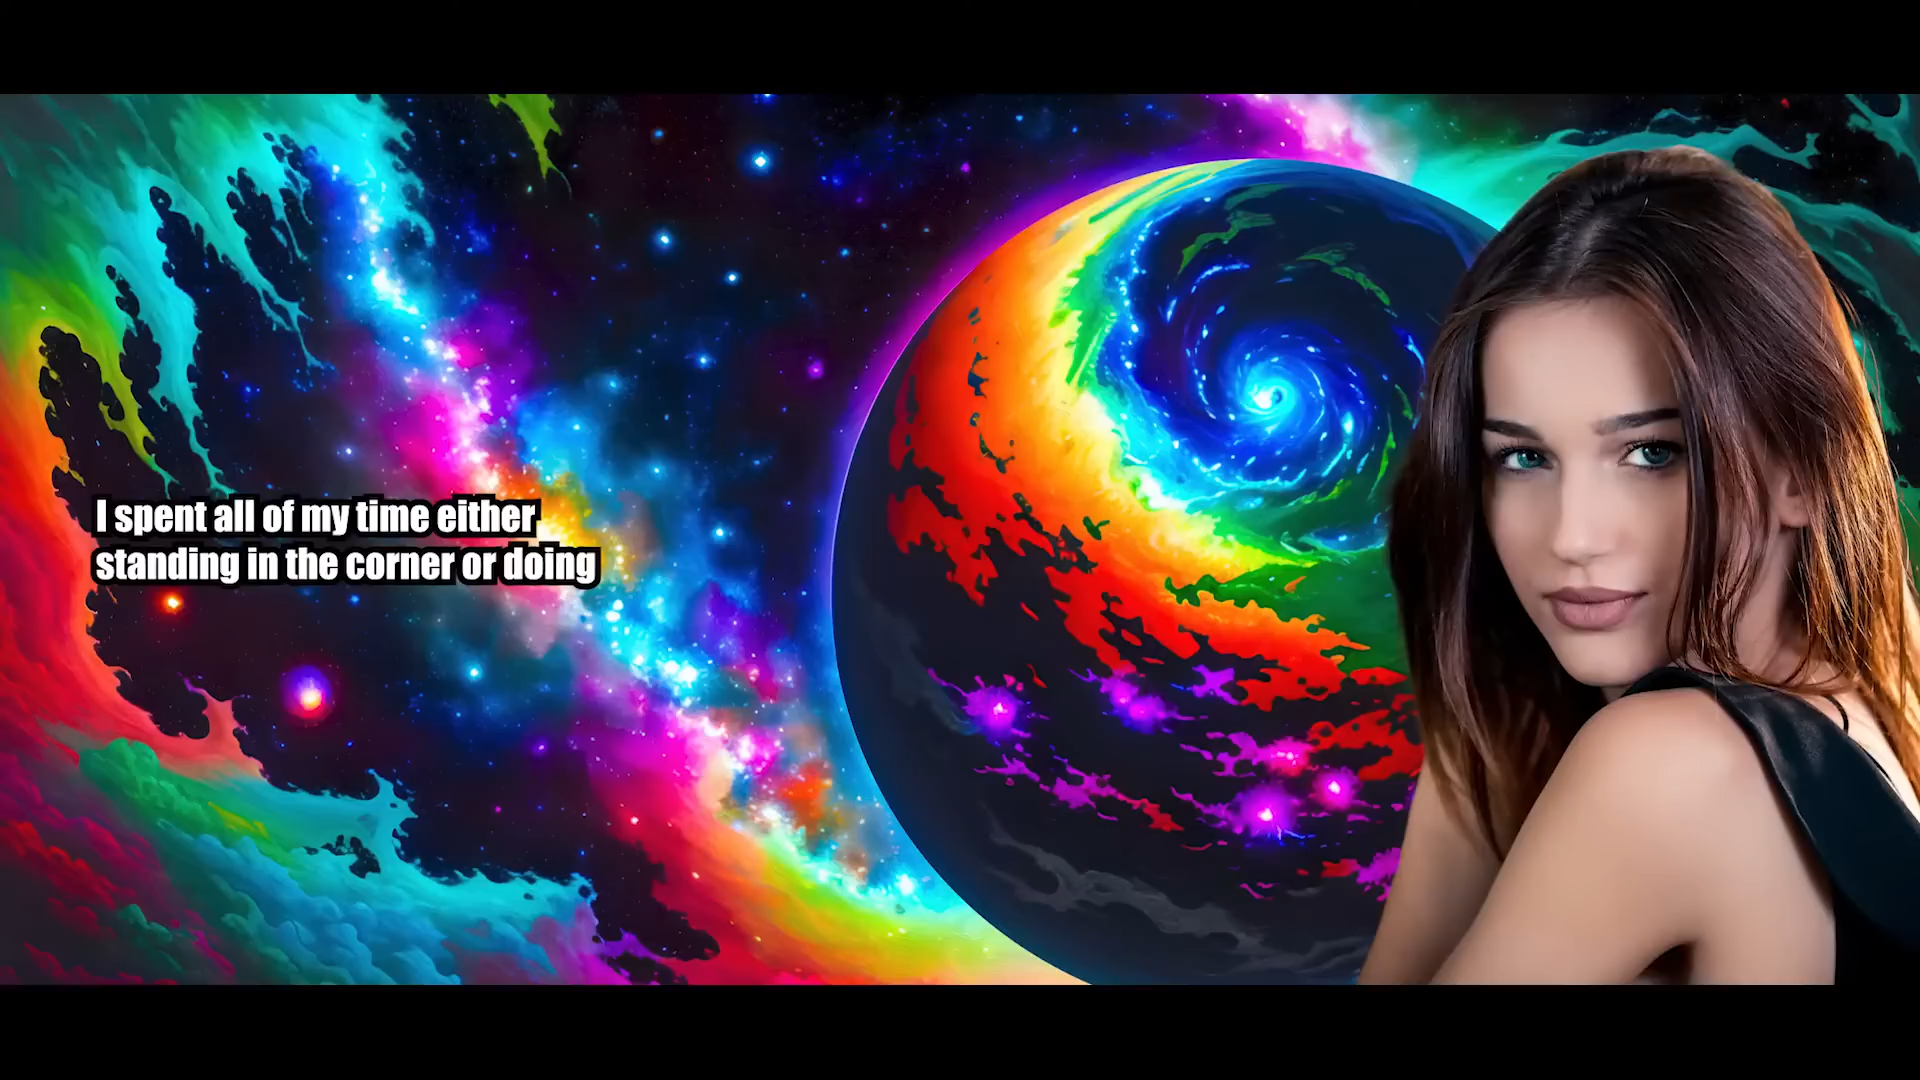 I spent all of my time either
standing in the corner or doing